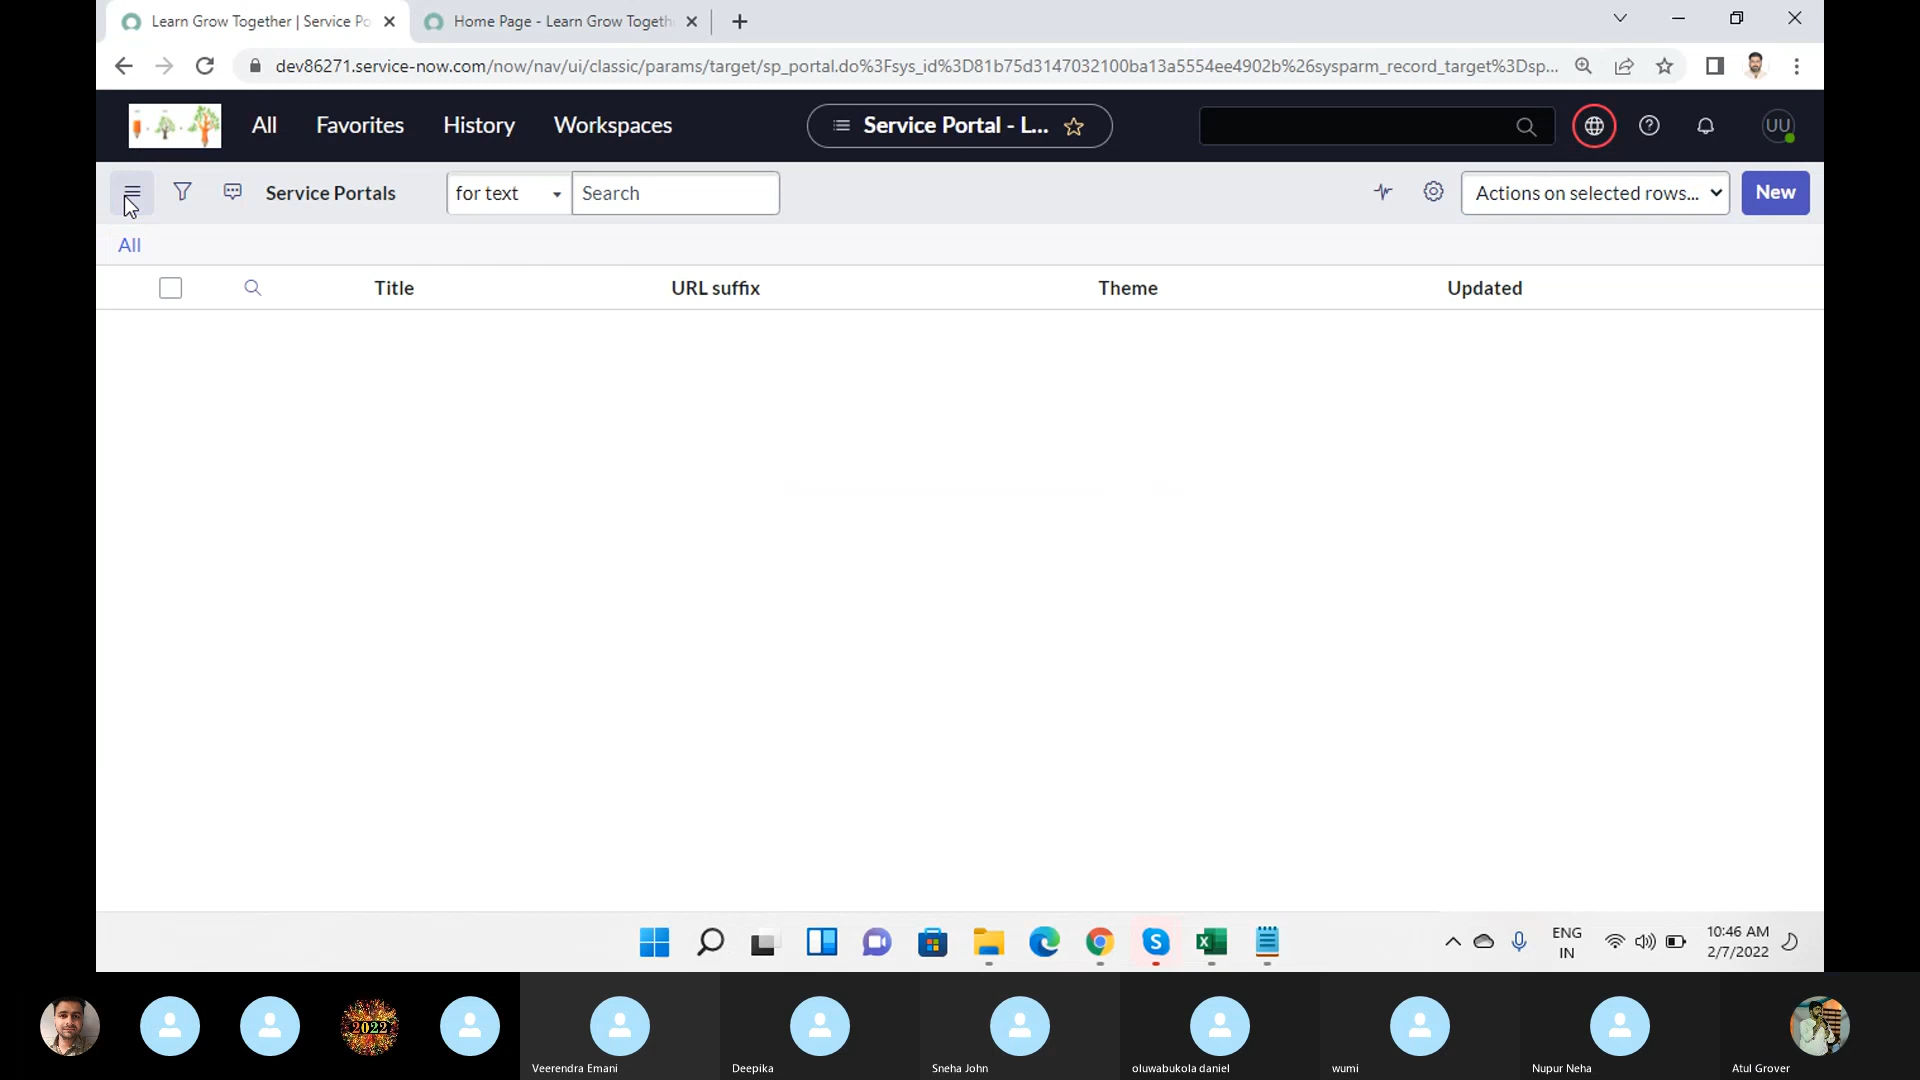 Learn Grow Together | Service Po
Home Page - Learn Grow Togeth
dev86271.service-now.com/now/nav/ui/classic/params/target/sp_portal.do%3Fsys_id%3D81b75d3147032100ba13a5554ee4902b%26sysparm_record_target%3Dsp...
All
Favorites
History
Workspaces
Service Portal - L...
UU
Service Portals
for text
Search
Actions on selected rows...
New
All
Title
URL suffix
Theme
Updated
ENG
IN
10:46 AM
2/7/2022
2022
Veerendra Emani
Deepika
Sneha John
oluwabukola daniel
wumi
Nupur Neha
Atul Grover